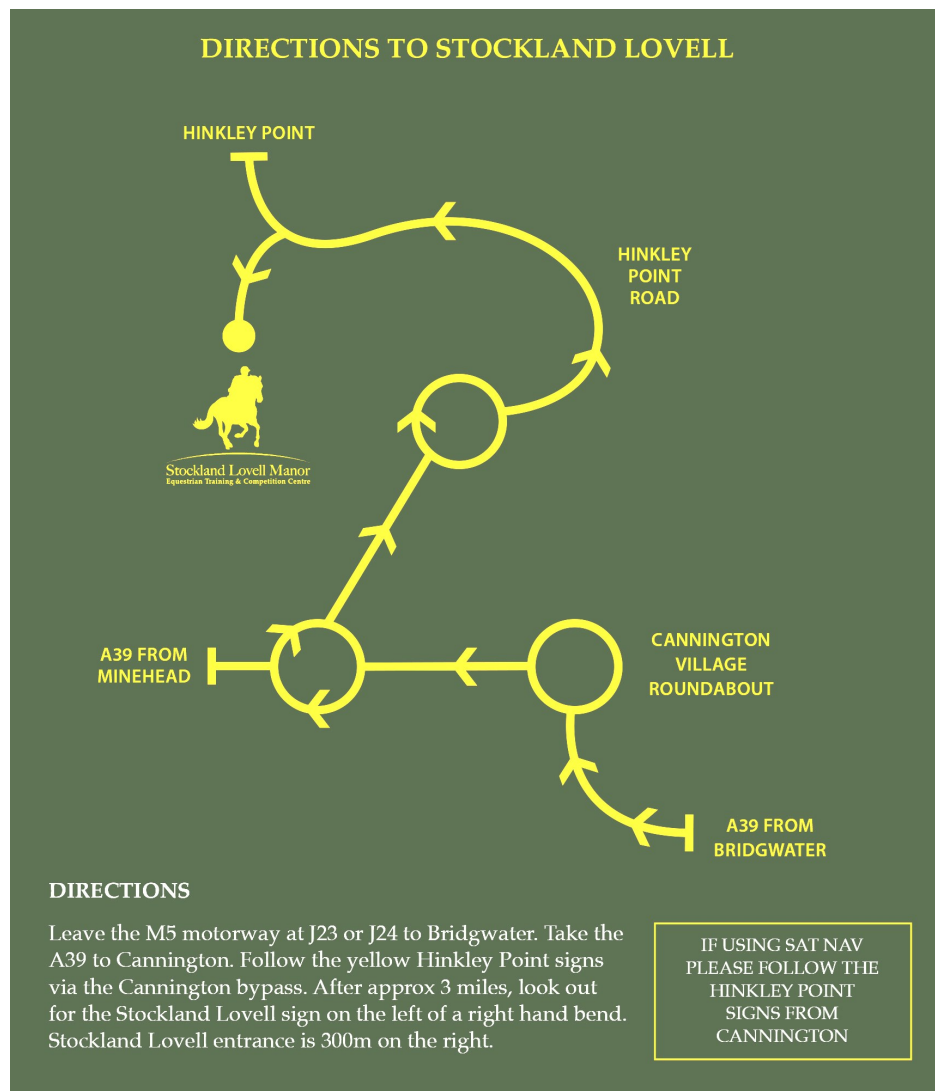 DIRECTIONS TO STOCKLAND LOVELL
HINKLEY POINT
HINKLEY
POINT
ROAD
Stockland Lovell Manor
Equestrian Training & Competition Centre
A39 FROM
MINEHEAD
CANNINGTON
VILLAGE
ROUNDABOUT
A39 FROM
BRIDGWATER
DIRECTIONS
Leave the M5 motorway at J23 or J24 to Bridgwater. Take the
A39 to Cannington. Follow the yellow Hinkley Point signs
via the Cannington bypass. After approx 3 miles, look out
for the Stockland Lovell sign on the left of a right hand bend.
Stockland Lovell entrance is 300m on the right.
IF USING SAT NAV
PLEASE FOLLOW THE
HINKLEY POINT
SIGNS FROM
CANNINGTON